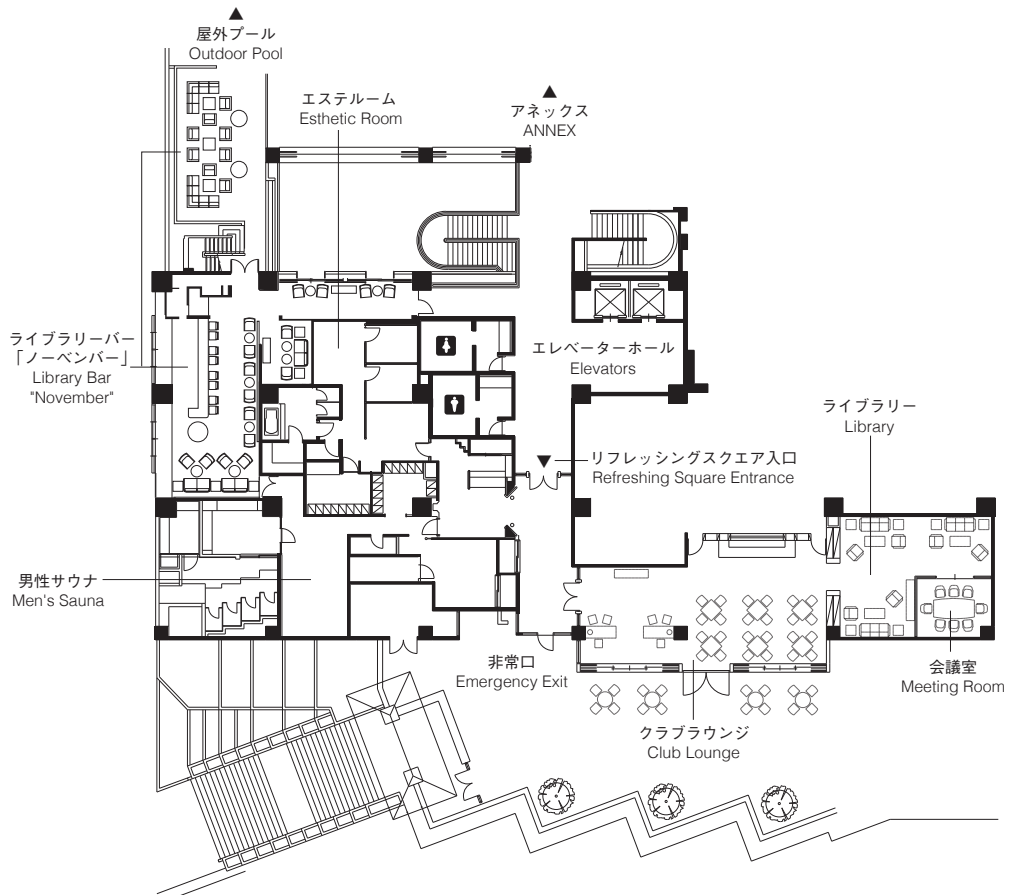 屋外プール
Outdoor Pool
エステルーム
Esthetic Room
アネックス
ANNEX
ライブラリーバー
「ノーベンバー」
Library Bar
"November"
エレベーターホール
Elevators
ライブラリー
Library
リフレッシングスクエア入口
Refreshing Square Entrance
男性サウナ
Men's Sauna
非常口
Emergency Exit
会議室
Meeting Room
クラブラウンジ
Club Lounge